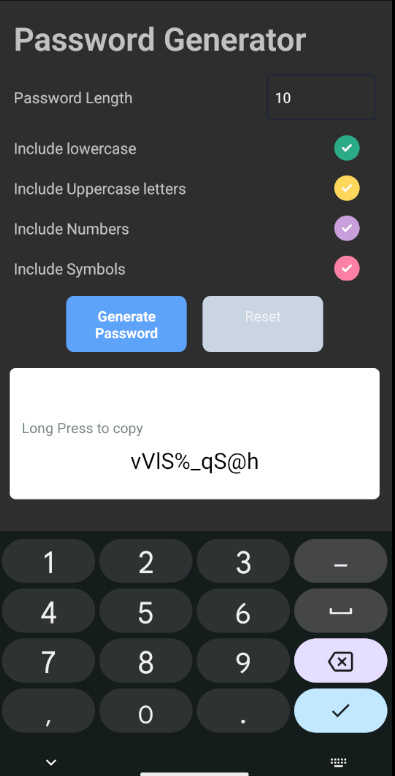 Password Generator
Password Length
10
Include lowercase
Include Uppercase letters
Include Numbers
Include Symbols
Generate
Password
Reset
Long Press to copy
vVlS%_qS@h
1 2 3 –
4 5 6
7 8 9
, 0 .